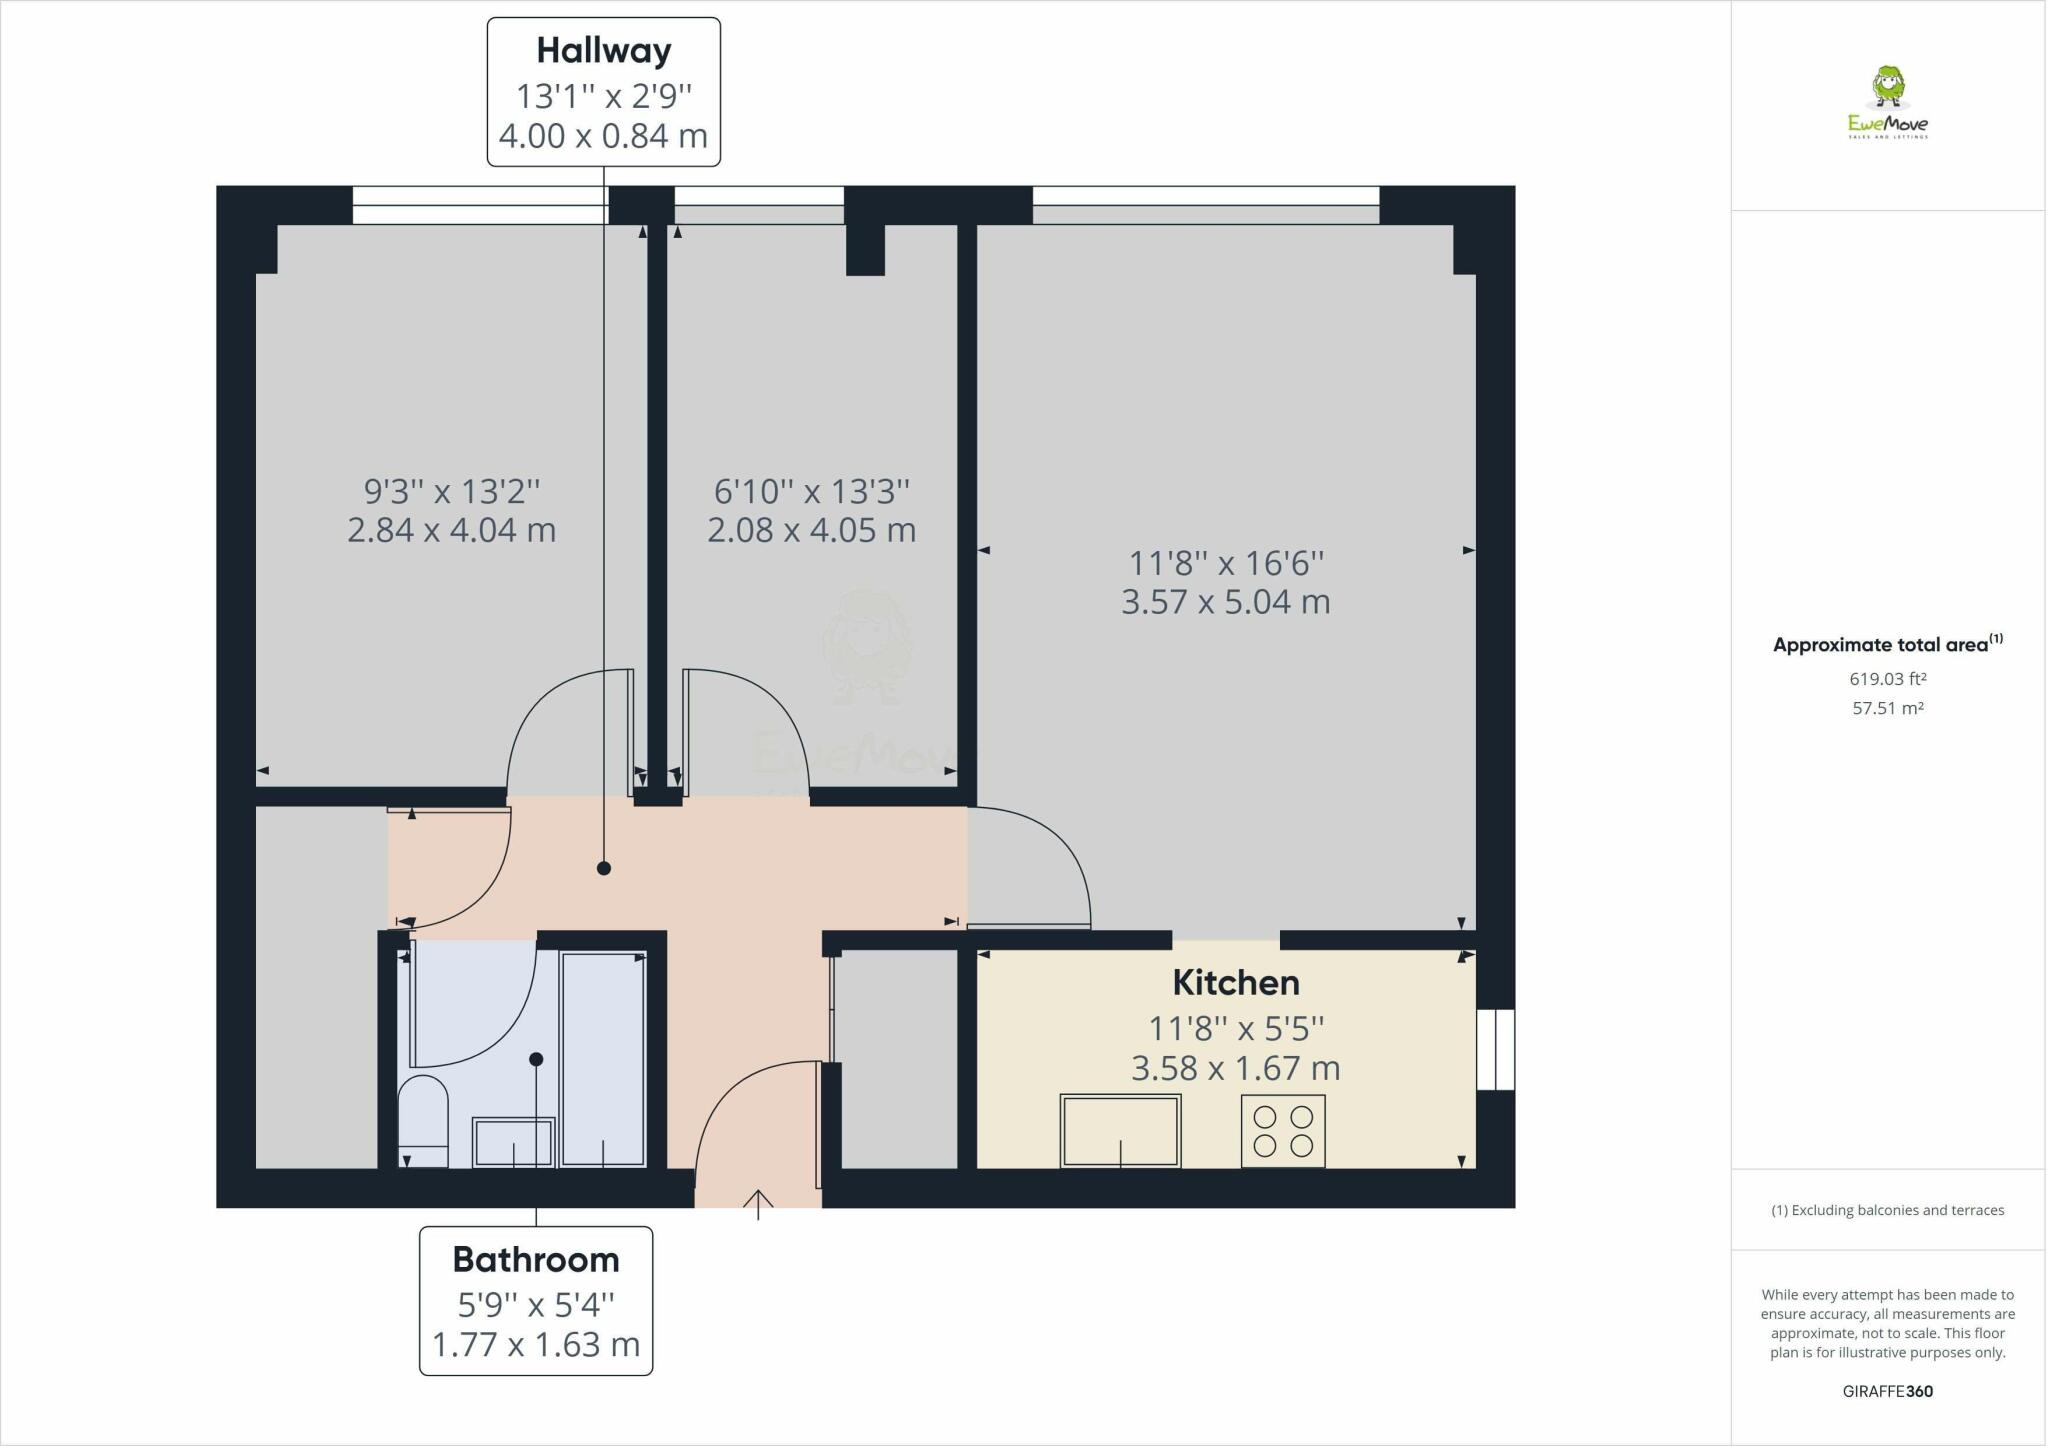 Hallway
13'1'' x 2'9''
4.00 x 0.84 m
9'3'' x 13'2''
2.84 x 4.04 m
6'10'' x 13'3''
2.08 x 4.05 m
11'8'' x 16'6''
3.57 x 5.04 m
EweMove
Kitchen
11'8'' x 5'5''
3.58 x 1.67 m
Bathroom
5'9'' x 5'4''
1.77 x 1.63 m
EweMove
SALES AND LETTINGS
Approximate total area(1)
619.03 ft²
57.51 m²
(1) Excluding balconies and terraces
While every attempt has been made to
ensure accuracy, all measurements are
approximate, not to scale. This floor
plan is for illustrative purposes only.
GIRAFFE360